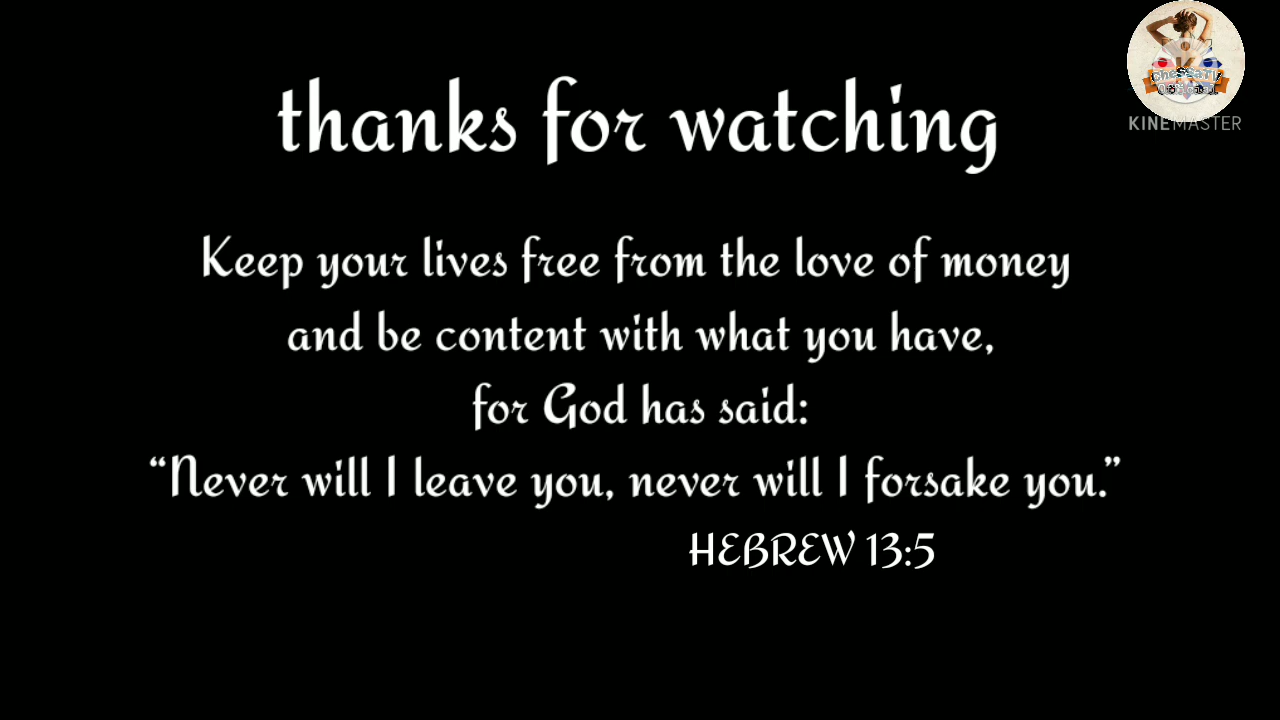 thanks for watching
KINEMASTER
Keep your lives free from the love of money
and be content with what you have,
for God has said:
“Never will I leave you, never will I forsake you.”
HEBREW 13:5